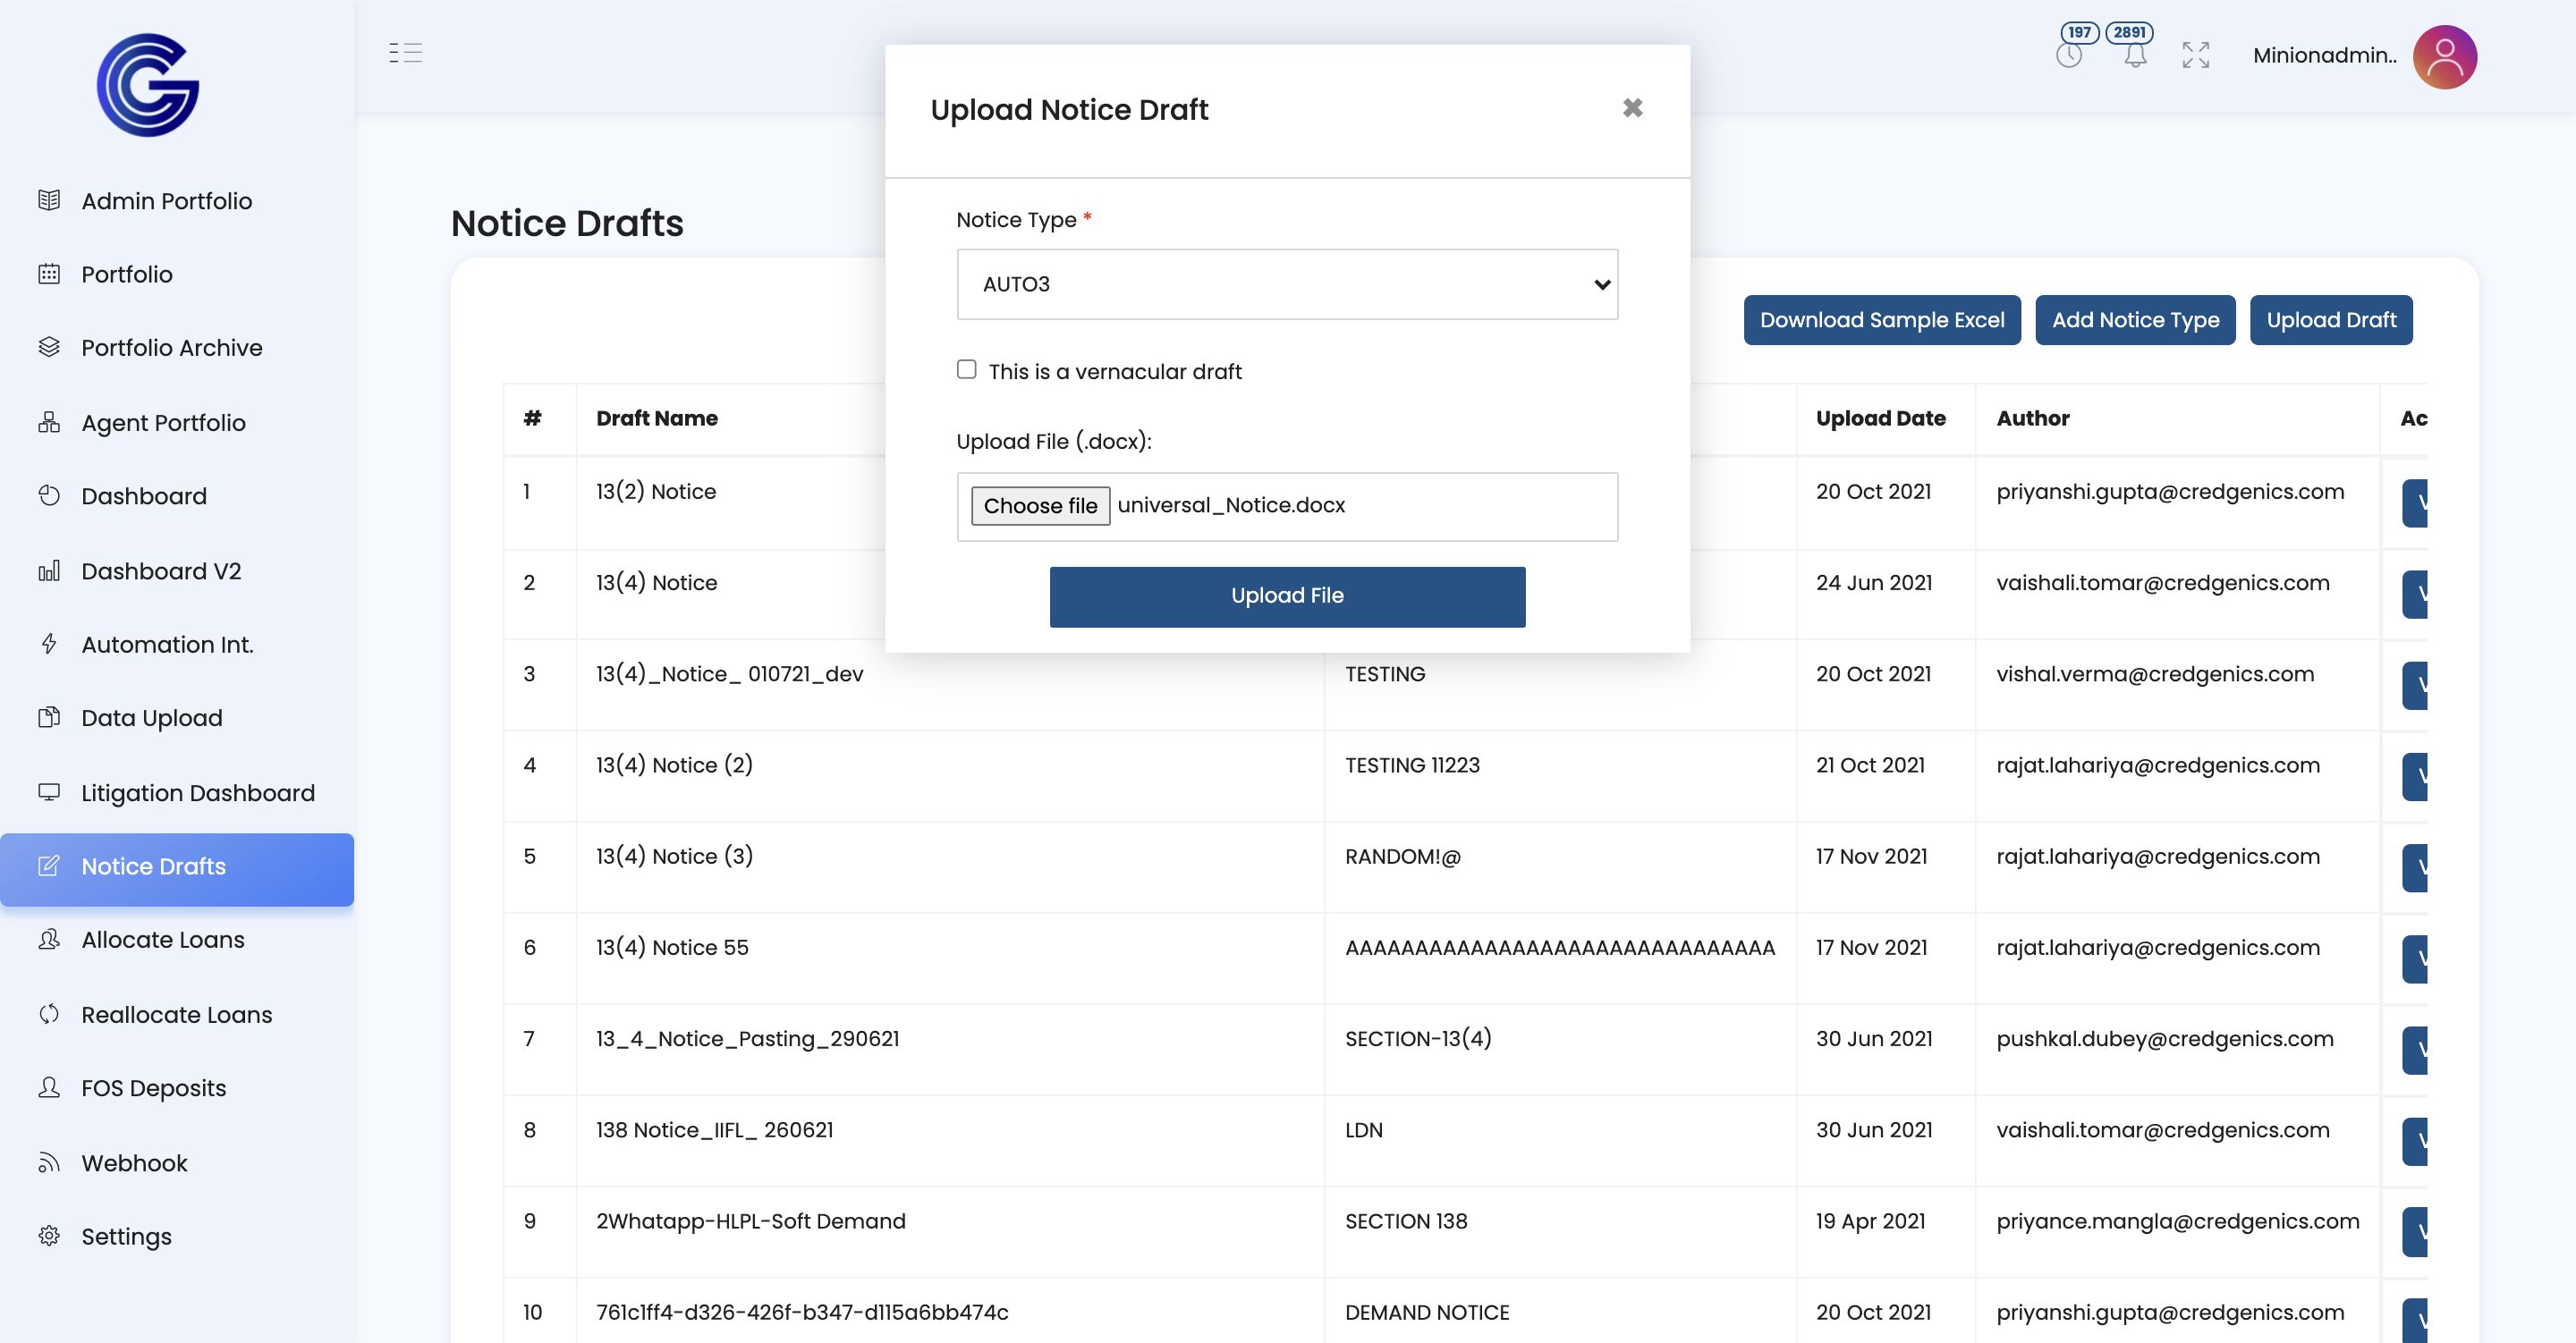 197 2891
Minionadmin..
Admin Portfolio
Portfolio
Portfolio Archive
Agent Portfolio
Dashboard
Dashboard V2
Automation Int.
Data Upload
Litigation Dashboard
Notice Drafts
Allocate Loans
Reallocate Loans
FOS Deposits
Webhook
Settings
Notice Drafts
Download Sample Excel Add Notice Type Upload Draft
Upload Notice Draft
Notice Type *
AUTO3
This is a vernacular draft
Upload File (.docx):
Choose file universal_Notice.docx
Upload File
# Draft Name Upload Date Author Ac
1 13(2) Notice 20 Oct 2021 priyanshi.gupta@credgenics.com
2 13(4) Notice 24 Jun 2021 vaishali.tomar@credgenics.com
3 13(4)_Notice_ 010721_dev TESTING 20 Oct 2021 vishal.verma@credgenics.com
4 13(4) Notice (2) TESTING 11223 21 Oct 2021 rajat.lahariya@credgenics.com
5 13(4) Notice (3) RANDOM!@ 17 Nov 2021 rajat.lahariya@credgenics.com
6 13(4) Notice 55 AAAAAAAAAAAAAAAAAAAAAAAAAAAAAAA 17 Nov 2021 rajat.lahariya@credgenics.com
7 13_4_Notice_Pasting_290621 SECTION-13(4) 30 Jun 2021 pushkal.dubey@credgenics.com
8 138 Notice_IIFL_ 260621 LDN 30 Jun 2021 vaishali.tomar@credgenics.com
9 2Whatapp-HLPL-Soft Demand SECTION 138 19 Apr 2021 priyance.mangla@credgenics.com
10 761c1ff4-d326-426f-b347-d115a6bb474c DEMAND NOTICE 20 Oct 2021 priyanshi.gupta@credgenics.com